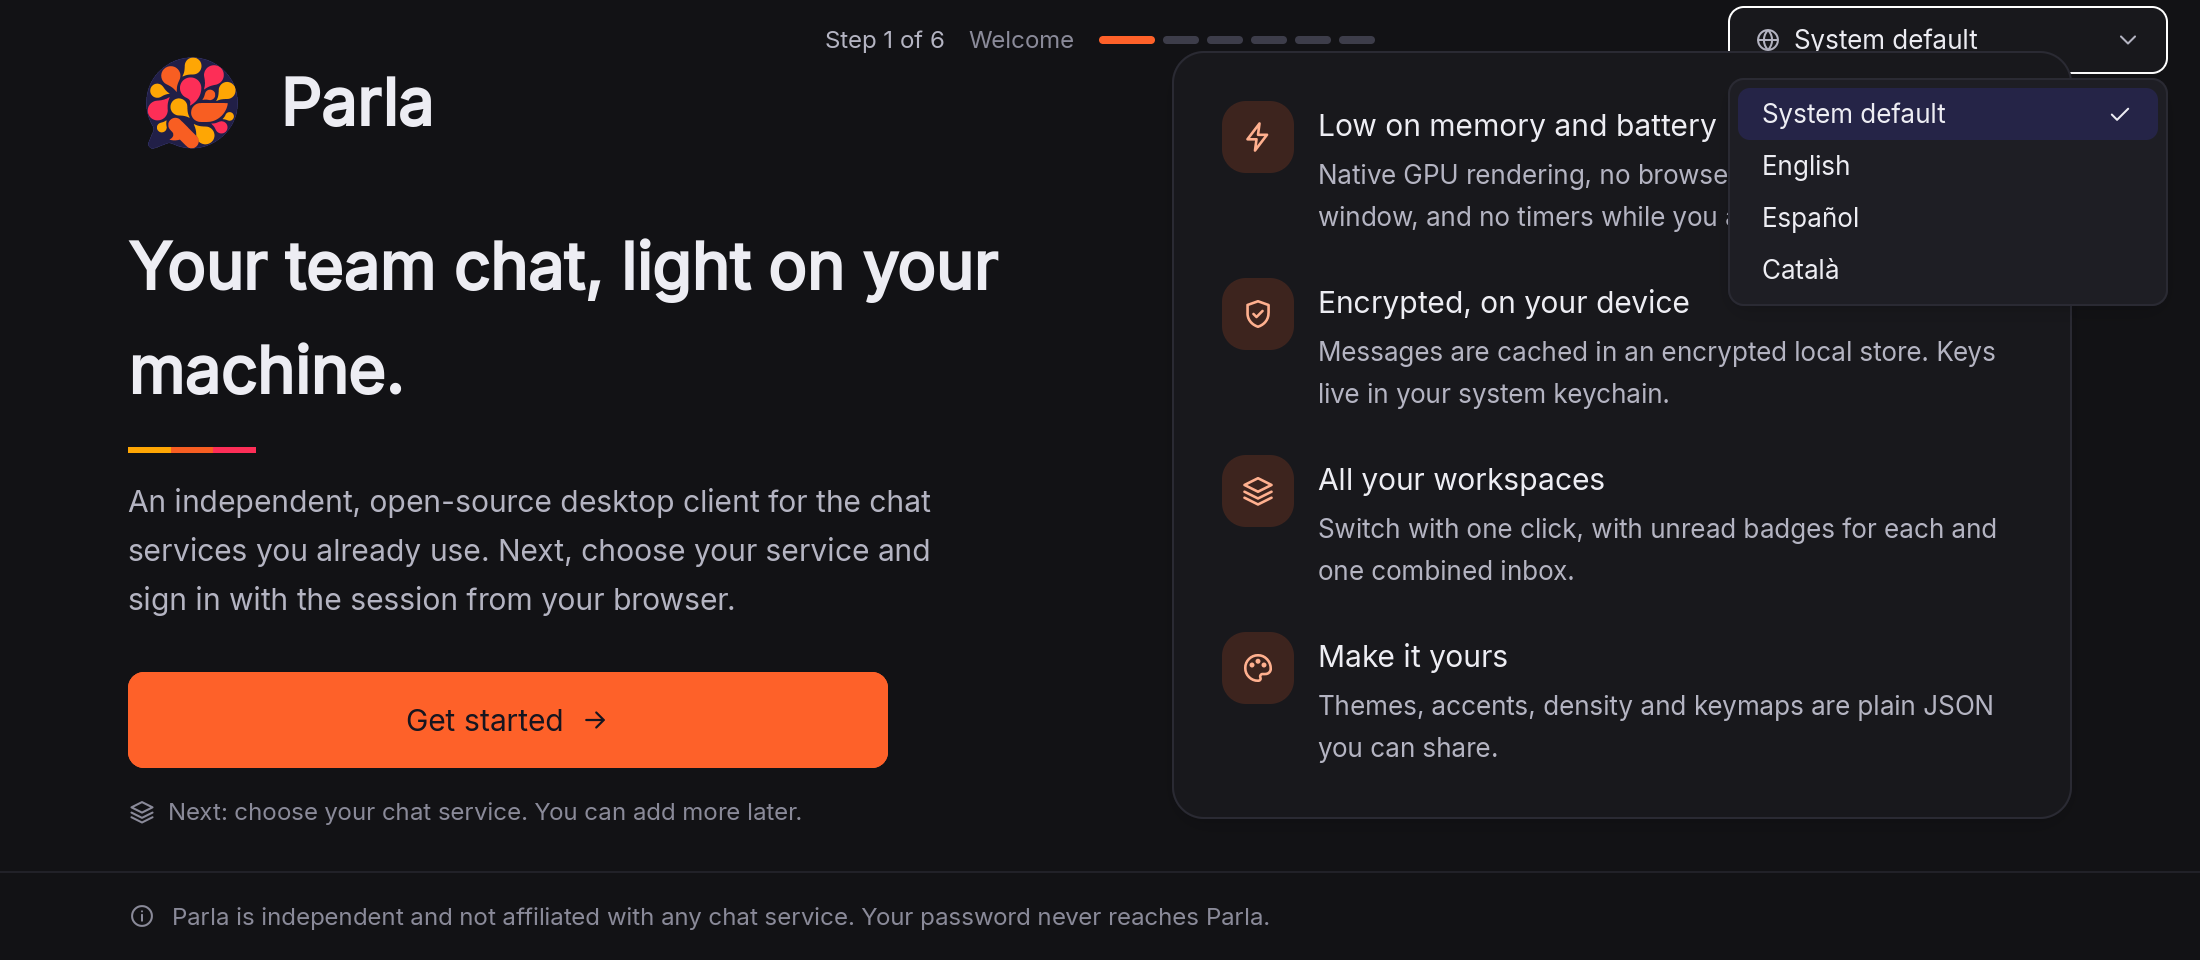 Step 1 of 6 Welcome
System default
Parla
Your team chat, light on your
machine.
An independent, open-source desktop client for the chat
services you already use. Next, choose your service and
sign in with the session from your browser.
Get started →
Next: choose your chat service. You can add more later.
System default
English
Español
Català
Low on memory and battery
Native GPU rendering, no
window, and no timers while you
Encrypted, on your device
Messages are cached in an encrypted local store. Keys
live in your system keychain.
All your workspaces
Switch with one click, with unread badges for each and
one combined inbox.
Make it yours
Themes, accents, density and keymaps are plain JSON
you can share.
Parla is independent and not affiliated with any chat service. Your password never reaches Parla.